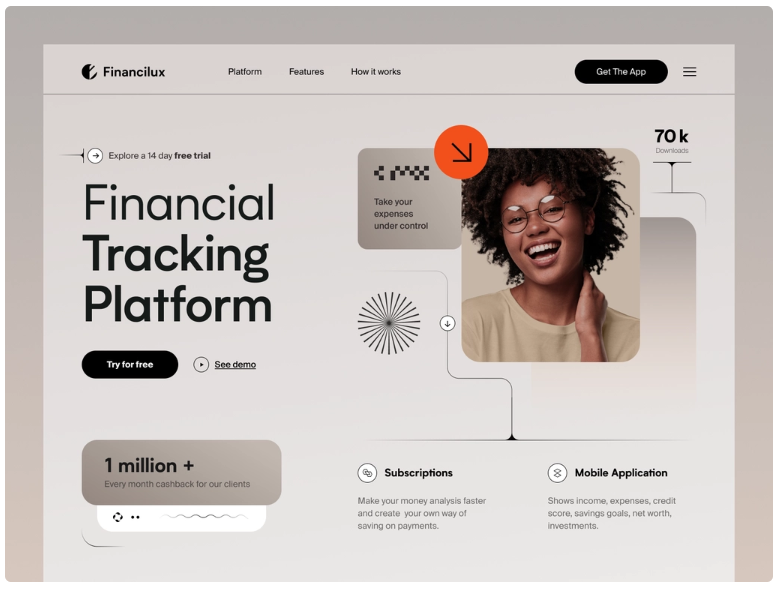 Financilux
Platform
Features
How it works
Get The App
Explore a 14 day free trial
Financial
Tracking
Platform
Try for free
See demo
Take your
expenses
under control
70 k
Downloads
1 million +
Every month cashback for our clients
Subscriptions
Make your money analysis faster
and create your own way of
saving on payments.
Mobile Application
Shows income, expenses, credit
score, savings goals, net worth,
investments.